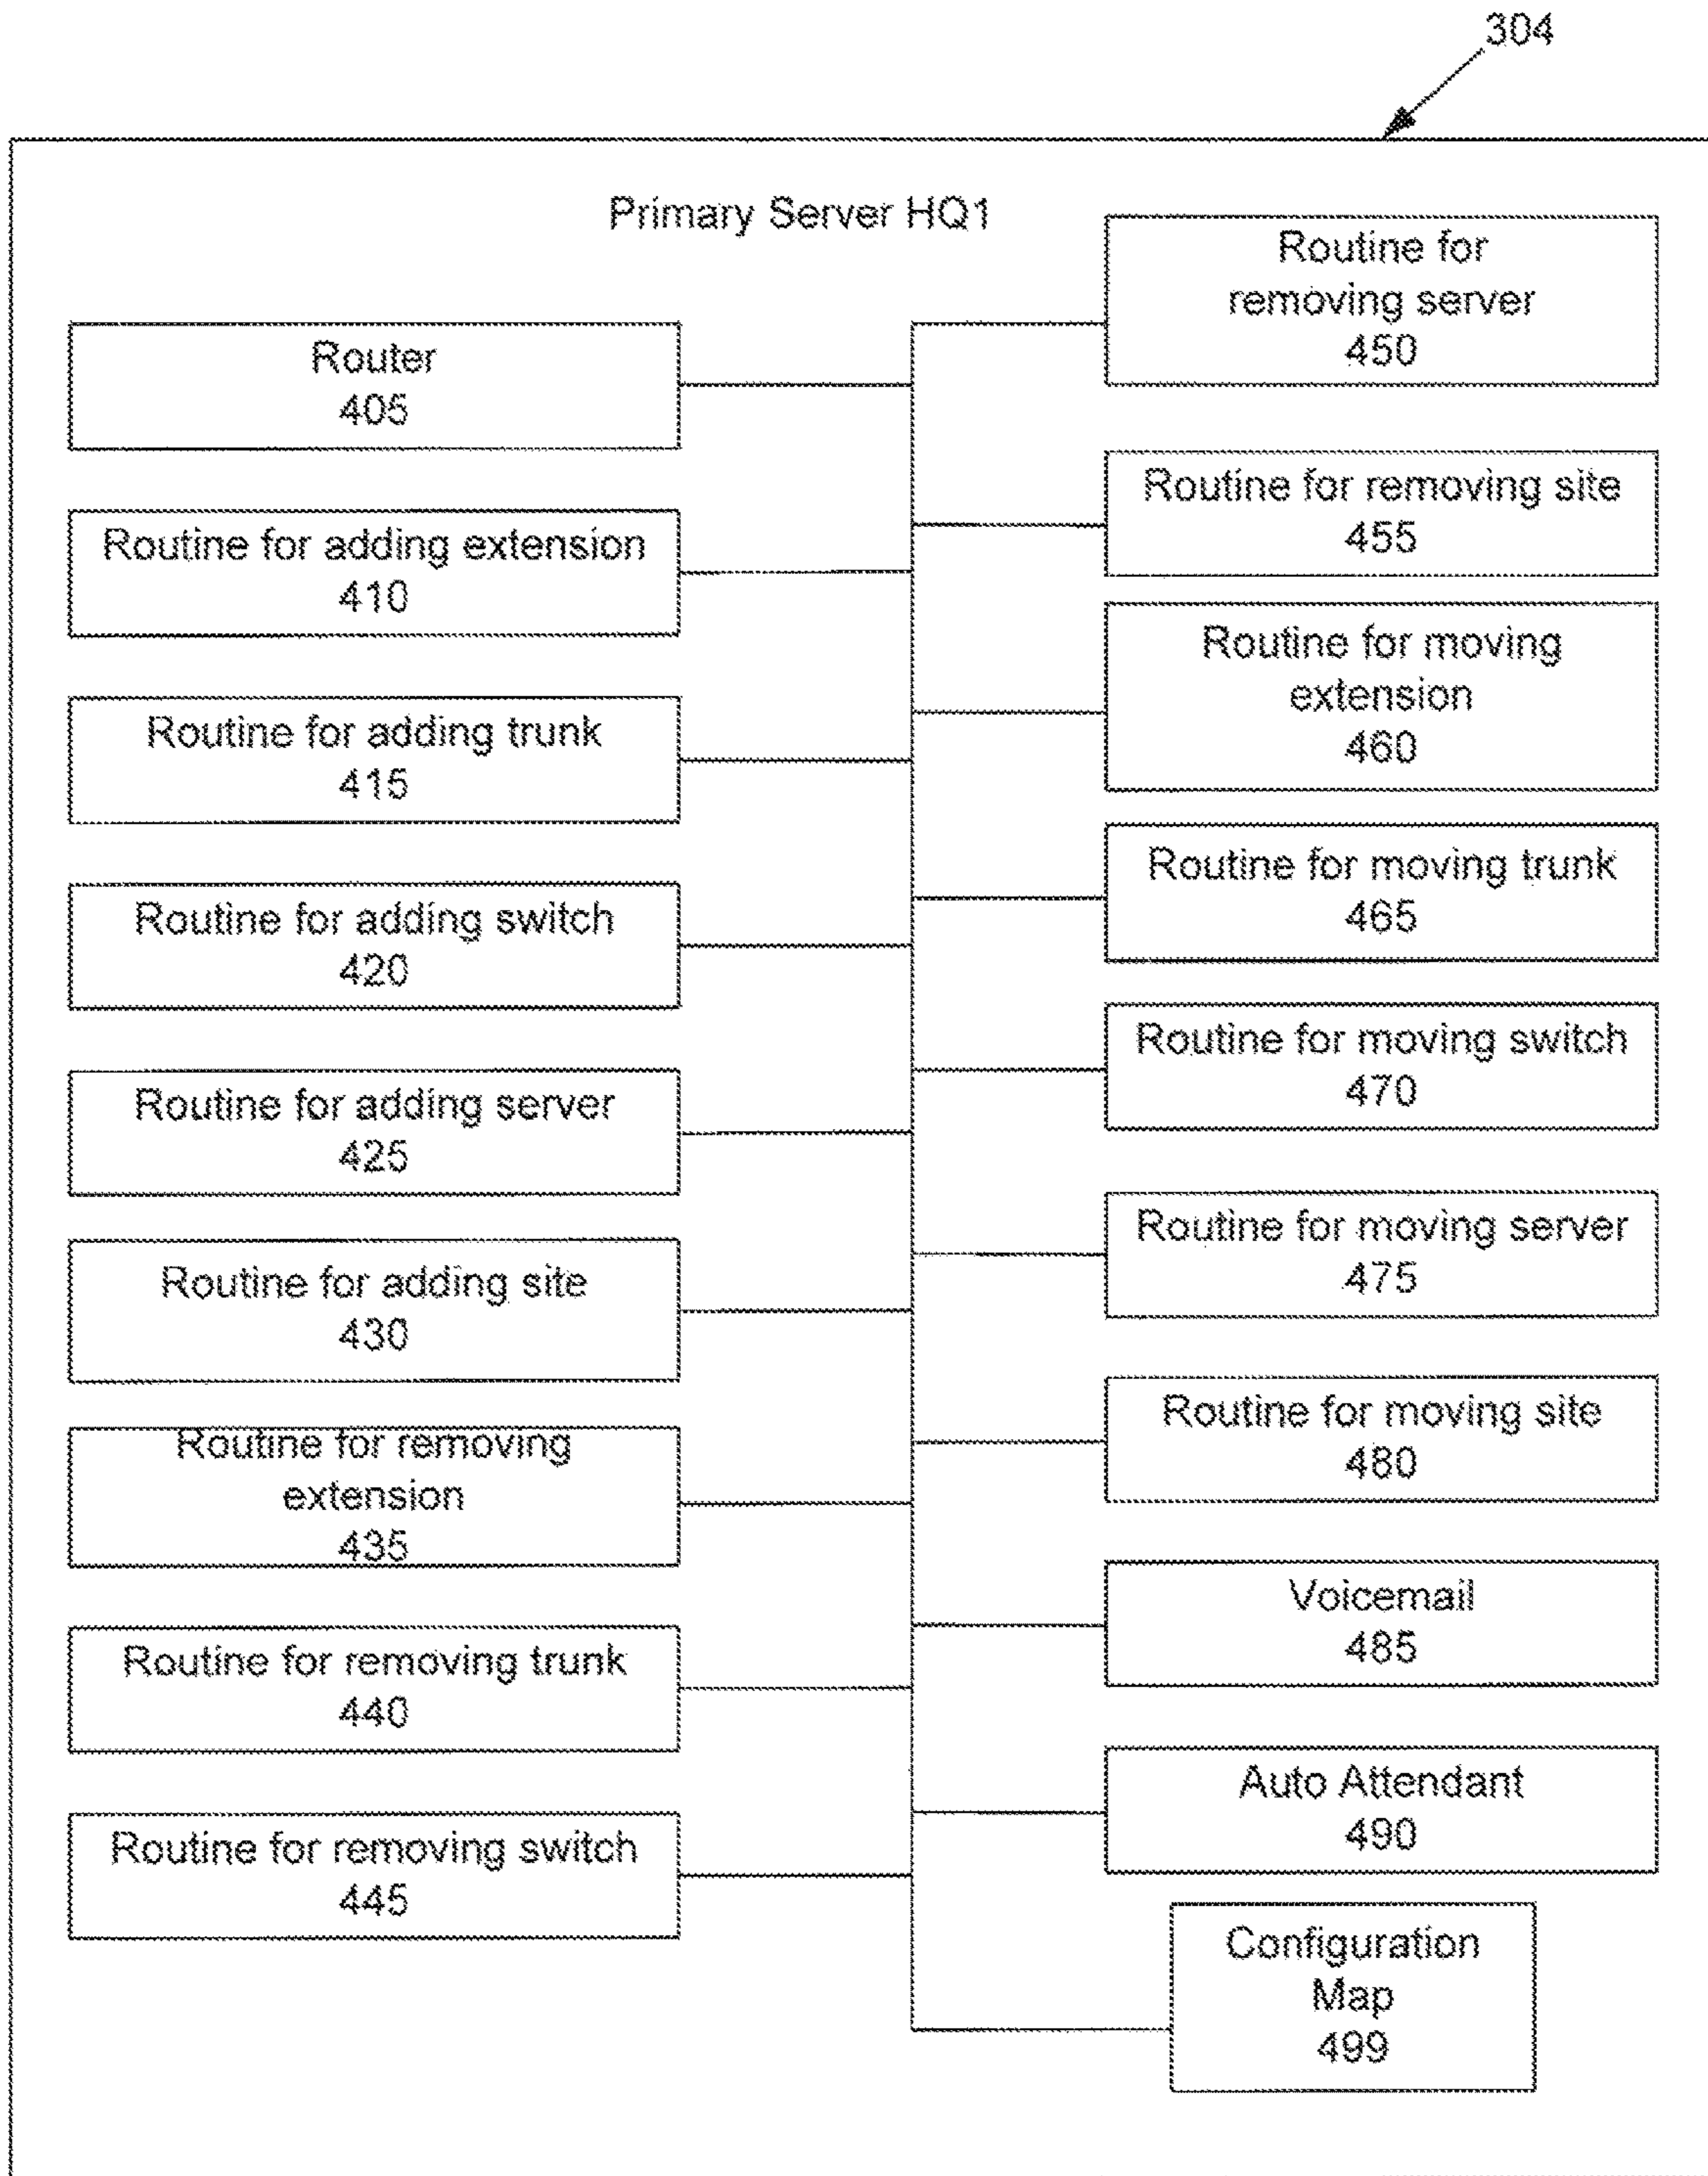 304
Primary Server HQ1
Router
405
Routine for adding extension
410
Routine for adding trunk
415
Routine for adding switch
420
Routine for adding server
425
Routine for adding site
430
Routine for removing
extension
435
Routine for removing trunk
440
Routine for removing switch
445
Routine for
removing server
450
Routine for removing site
455
Routine for moving
extension
460
Routine for moving trunk
465
Routine for moving switch
470
Routine for moving server
475
Routine for moving site
480
Voicemail
485
Auto Attendant
490
Configuration
Map
499